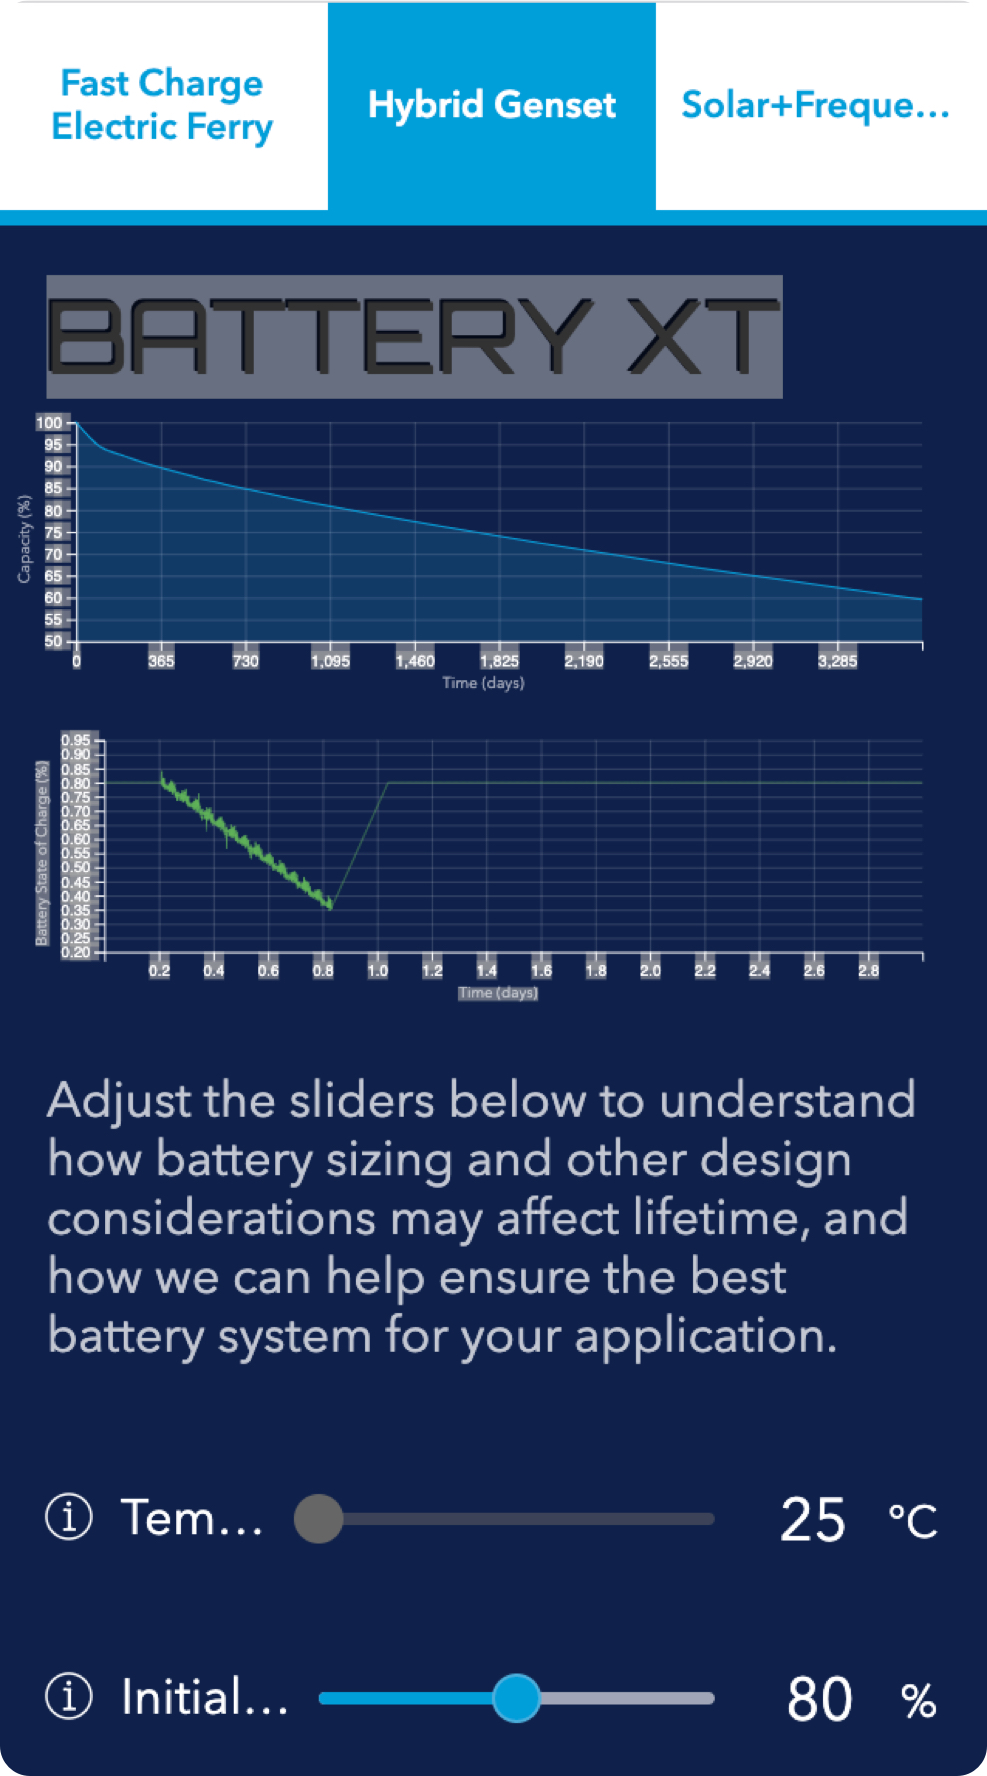 Fast Charge
Electric Ferry
Hybrid Genset
Solar+Freque...
BATTERY XT
100
95
90
85
80
75
70
65
60
55
50
Capacity (%)
0 365 730 1,095 1,460 1,825 2,190 2,555 2,920 3,285
Time (days)
0.95
0.90
0.85
0.80
0.75
0.70
0.65
0.60
0.55
0.50
0.45
0.40
0.35
0.30
0.25
0.20
Battery State of Charge (%)
0.2 0.4 0.6 0.8 1.0 1.2 1.4 1.6 1.8 2.0 2.2 2.4 2.6 2.8
Time (days)
Adjust the sliders below to understand
how battery sizing and other design
considerations may affect lifetime, and
how we can help ensure the best
battery system for your application.
i Tem... 25 °C
i Initial... 80 %